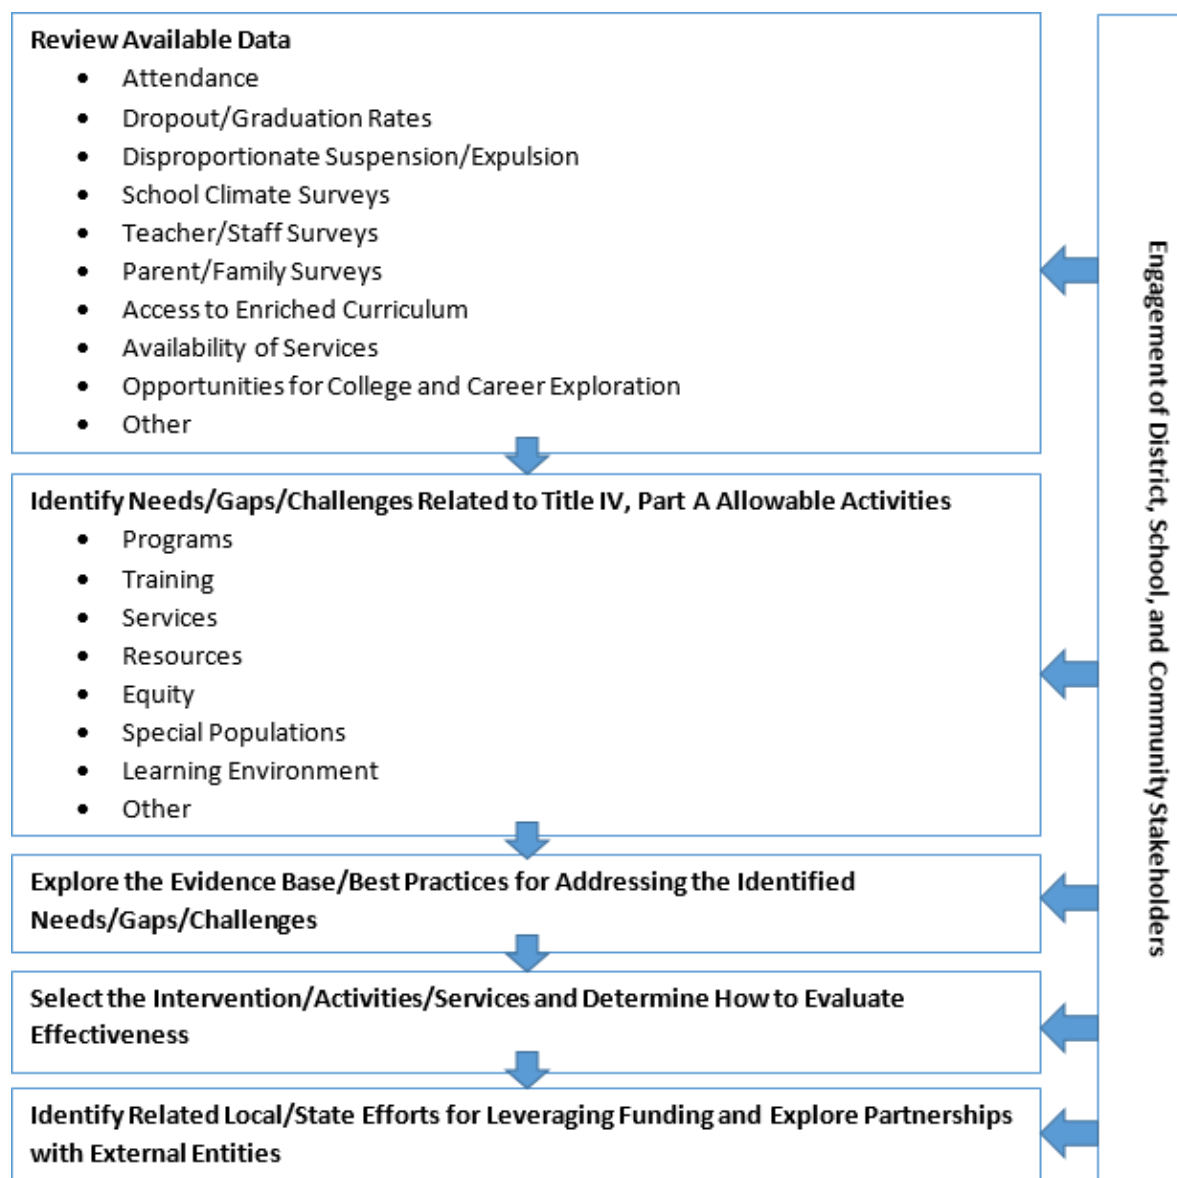 Review Available Data
• Attendance
• Dropout/Graduation Rates
• Disproportionate Suspension/Expulsion
• School Climate Surveys
• Teacher/Staff Surveys
• Parent/Family Surveys
• Access to Enriched Curriculum
• Availability of Services
• Opportunities for College and Career Exploration
• Other
Identify Needs/Gaps/Challenges Related to Title IV, Part A Allowable Activities
• Programs
• Training
• Services
• Resources
• Equity
• Special Populations
• Learning Environment
• Other
Explore the Evidence Base/Best Practices for Addressing the Identified
Needs/Gaps/Challenges
Select the Intervention/Activities/Services and Determine How to Evaluate
Effectiveness
Identify Related Local/State Efforts for Leveraging Funding and Explore Partnerships
with External Entities
Engagement of District, School, and Community Stakeholders